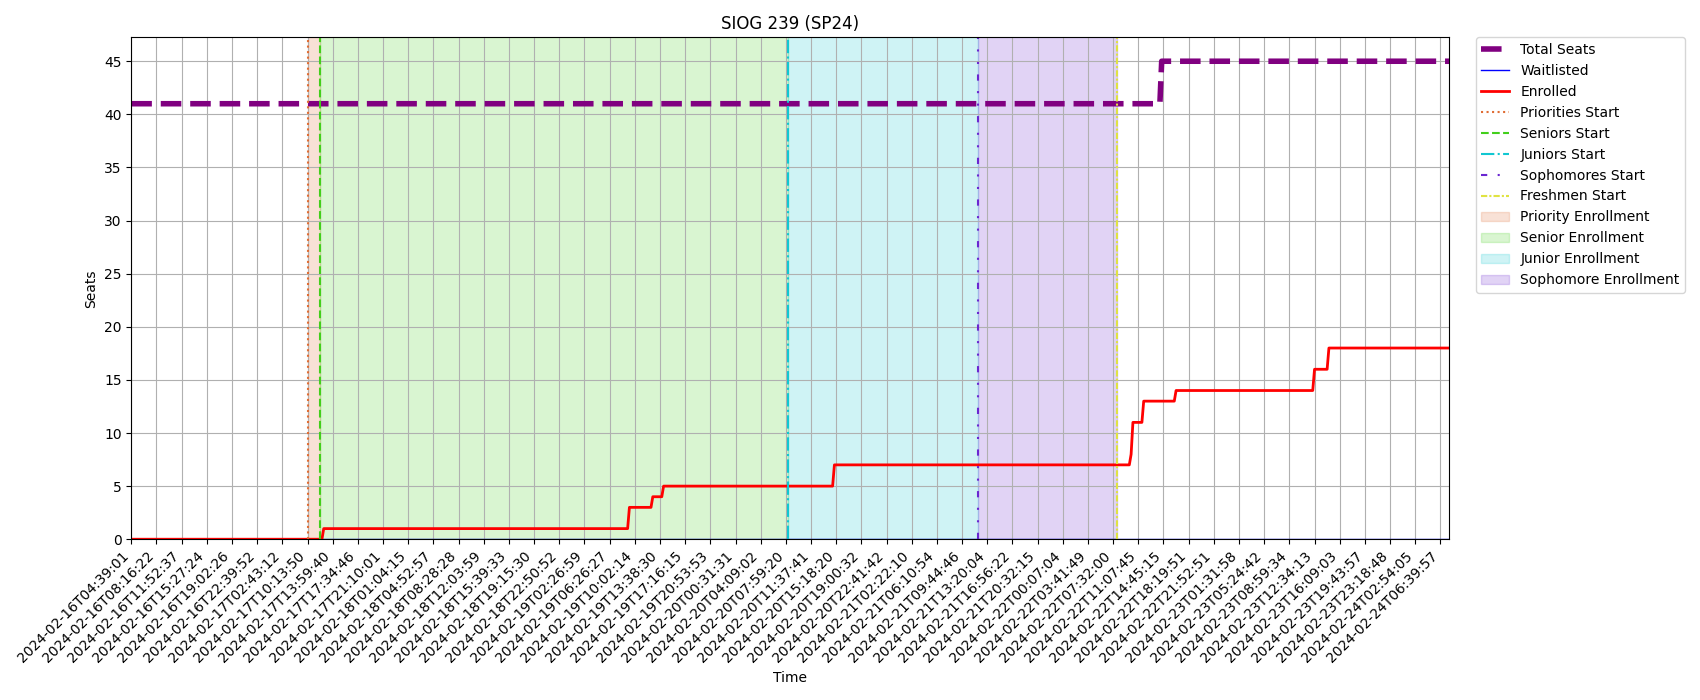 SIOG 239 (SP24)
Seats
45
40
35
30
25
20
15
10
5
0
2024-02-16T04:39:01
2024-02-16T08:16:22
2024-02-16T11:52:37
2024-02-16T15:27:24
2024-02-16T19:02:26
2024-02-16T22:39:52
2024-02-17T02:43:12
2024-02-17T10:13:50
2024-02-17T13:59:40
2024-02-17T17:34:46
2024-02-17T21:10:01
2024-02-18T01:04:15
2024-02-18T04:52:57
2024-02-18T08:28:28
2024-02-18T12:03:59
2024-02-18T15:39:33
2024-02-18T19:15:30
2024-02-18T22:50:52
2024-02-19T02:26:59
2024-02-19T06:26:27
2024-02-19T10:02:14
2024-02-19T13:38:30
2024-02-19T17:16:15
2024-02-19T20:53:53
2024-02-20T00:31:31
2024-02-20T04:09:02
2024-02-20T07:59:20
2024-02-20T11:37:41
2024-02-20T15:18:20
2024-02-20T19:00:32
2024-02-20T22:41:42
2024-02-21T02:22:10
2024-02-21T06:10:54
2024-02-21T09:44:46
2024-02-21T13:20:04
2024-02-21T16:56:22
2024-02-21T20:32:15
2024-02-22T00:07:04
2024-02-22T03:41:49
2024-02-22T07:32:00
2024-02-22T11:07:45
2024-02-22T14:45:15
2024-02-22T18:19:51
2024-02-22T21:52:51
2024-02-23T01:31:58
2024-02-23T05:24:42
2024-02-23T08:59:34
2024-02-23T12:34:13
2024-02-23T16:09:03
2024-02-23T19:43:57
2024-02-23T23:18:48
2024-02-24T02:54:05
2024-02-24T06:39:57
Time
Total Seats
Waitlisted
Enrolled
Priorities Start
Seniors Start
Juniors Start
Sophomores Start
Freshmen Start
Priority Enrollment
Senior Enrollment
Junior Enrollment
Sophomore Enrollment